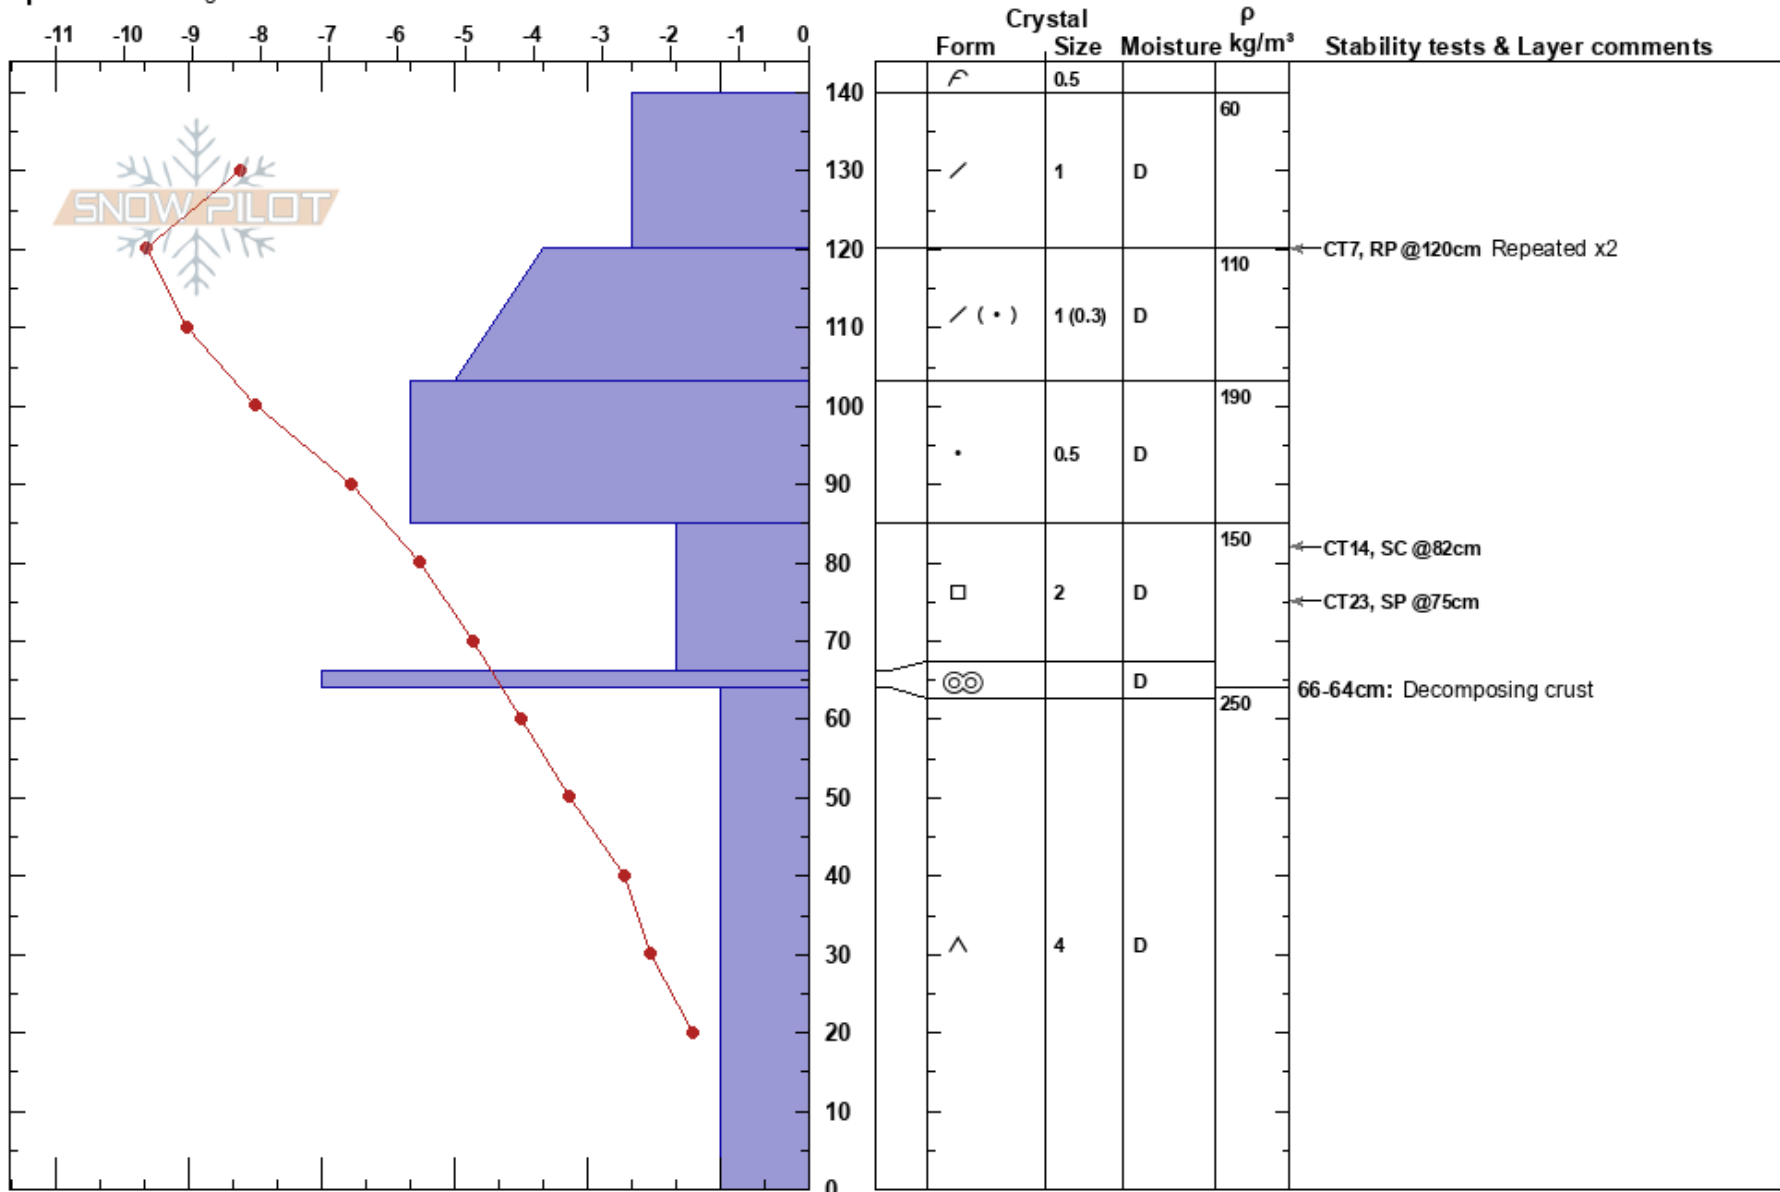 Crystal ρ
-11 -10 -9 -8 -7 -6 -5 -4 -3 -2 -1 0 Form Size Moisture kg/m³ Stability tests & Layer comments
0.5
140 60
SNOW PILOT
130 1 D
120 CT7, RP @120cm Repeated x2
110
110 1 (0.3) D
100 190
0.5 D
90
150 CT14, SC @82cm
80
2 D CT23, SP @75cm
70
D 66-64cm: Decomposing crust
250
60
50
40
30 4 D
20
10
0